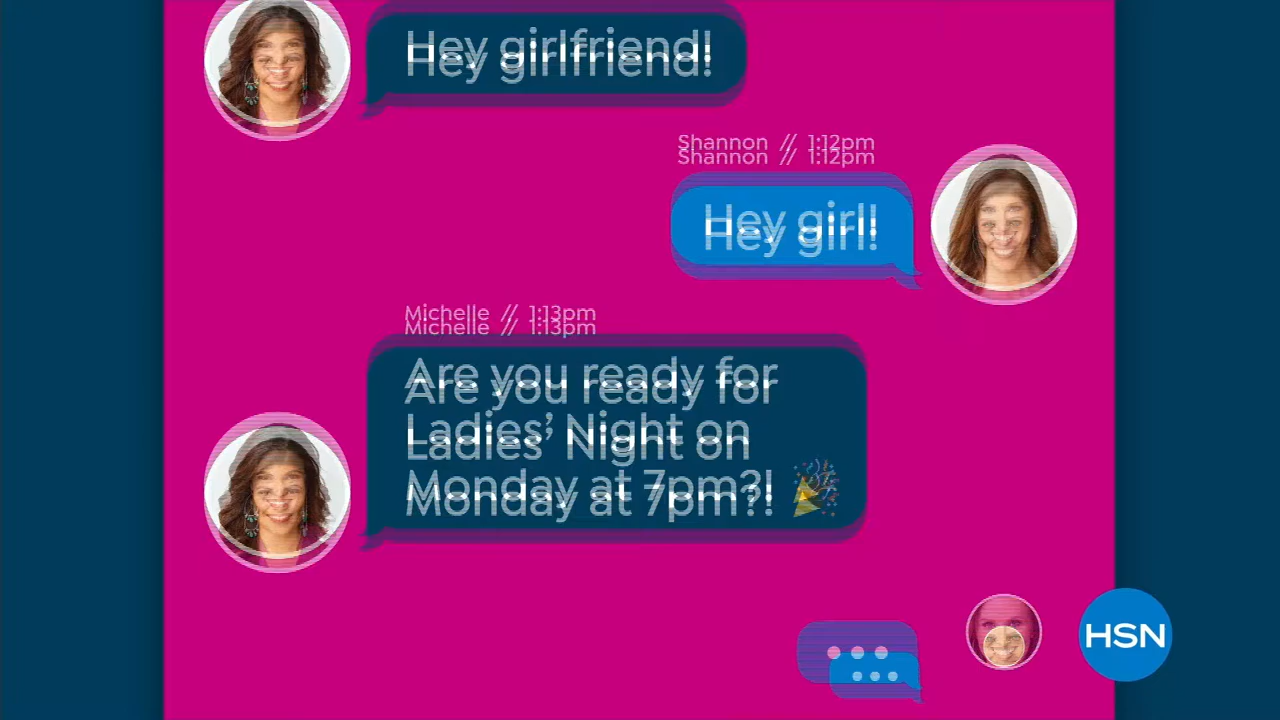 Hey girlfriend!
Shannon // 1:12pm
Hey girl!
Michelle // 1:13pm
Are you ready for
Ladies’ Night on
Monday at 7pm?! 🎉
HSN